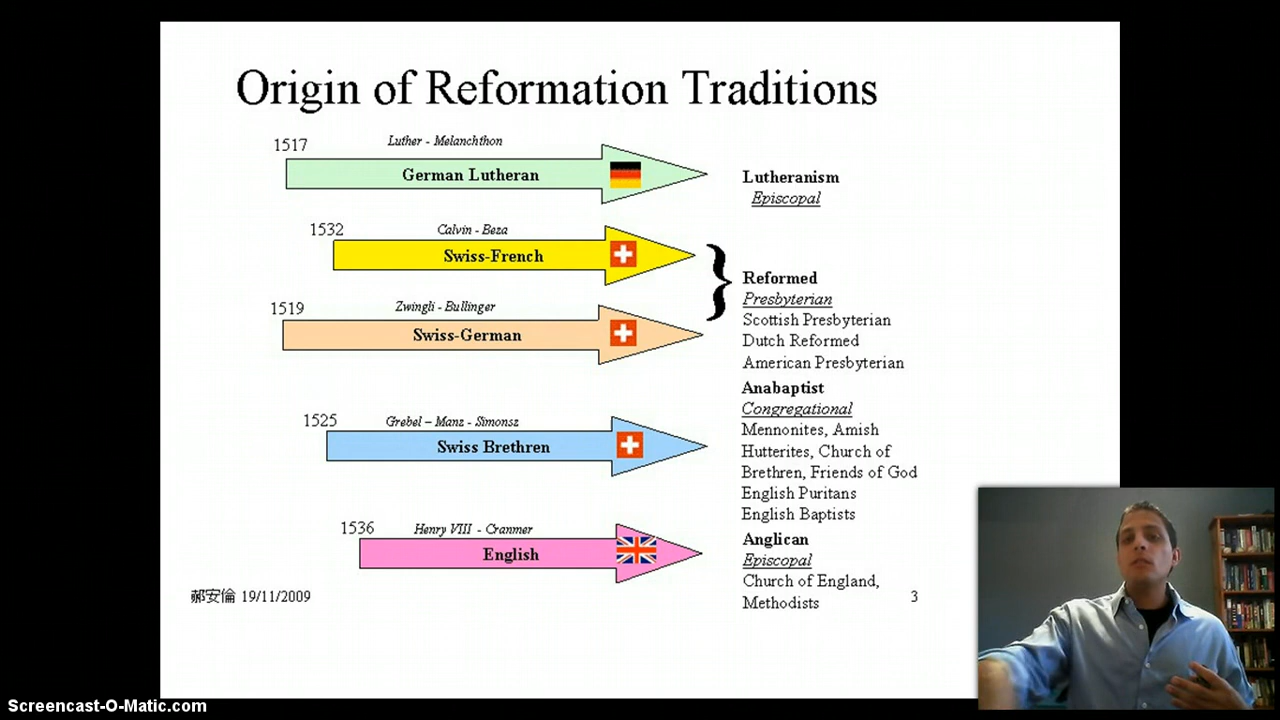 Origin of Reformation Traditions
1517
Luther - Melanchthon
German Lutheran
Lutheranism
Episcopal
1532
Calvin - Beza
Swiss-French
1519
Zwingli - Bullinger
Swiss-German
Reformed
Presbyterian
Scottish Presbyterian
Dutch Reformed
American Presbyterian
1525
Grebel – Manz - Simonsz
Swiss Brethren
Anabaptist
Congregational
Mennonites, Amish
Hutterites, Church of
Brethren, Friends of God
English Puritans
English Baptists
1536
Henry VIII - Cranmer
English
Anglican
Episcopal
Church of England,
Methodists
郝安倫 19/11/2009
3
Screencast-O-Matic.com